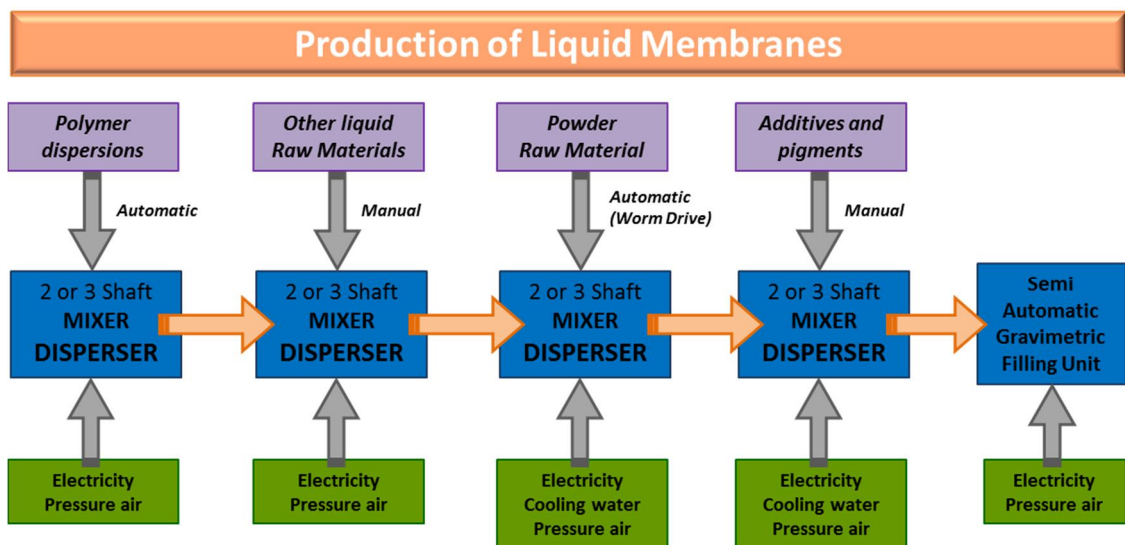 Production of Liquid Membranes
Polymer
dispersions
Other liquid
Raw Materials
Powder
Raw Material
Additives and
pigments
Automatic
Manual
Automatic
(Worm Drive)
Manual
2 or 3 Shaft
MIXER
DISPERSER
2 or 3 Shaft
MIXER
DISPERSER
2 or 3 Shaft
MIXER
DISPERSER
2 or 3 Shaft
MIXER
DISPERSER
Semi
Automatic
Gravimetric
Filling Unit
Electricity
Pressure air
Electricity
Pressure air
Electricity
Cooling water
Pressure air
Electricity
Cooling water
Pressure air
Electricity
Pressure air